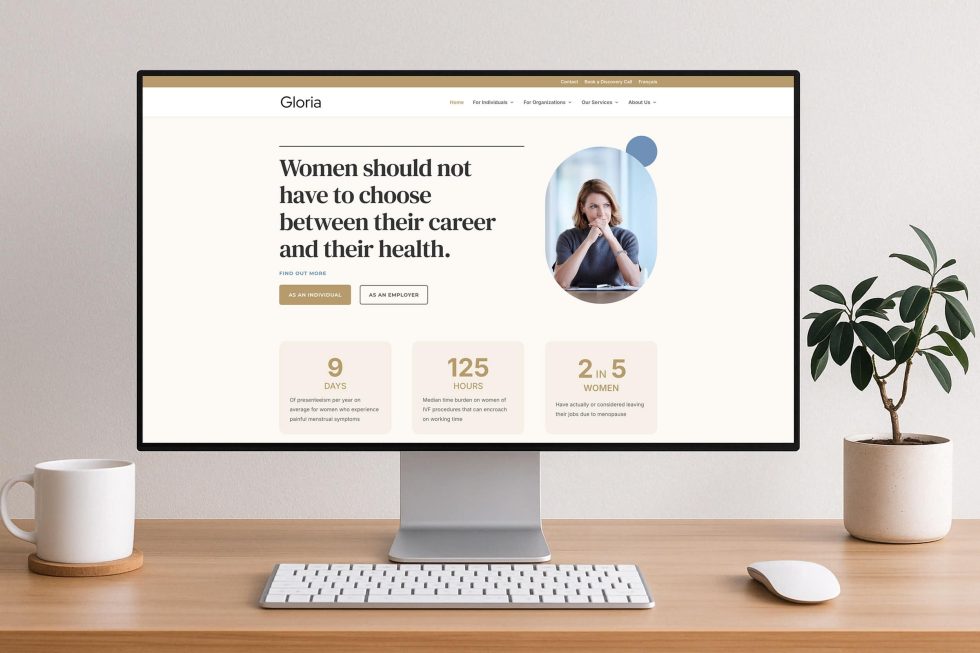 Contact Book a Discovery Call Français
Gloria
Home For Individuals For Organizations Our Services About Us
Women should not
have to choose
between their career
and their health.
FIND OUT MORE
AS AN INDIVIDUAL AS AN EMPLOYER
9
DAYS
Of presenteeism per year on
average for women who experience
painful menstrual symptoms
125
HOURS
Median time burden on women of
IVF procedures that can encroach
on working time
2 IN 5
WOMEN
Have actually or considered leaving
their jobs due to menopause